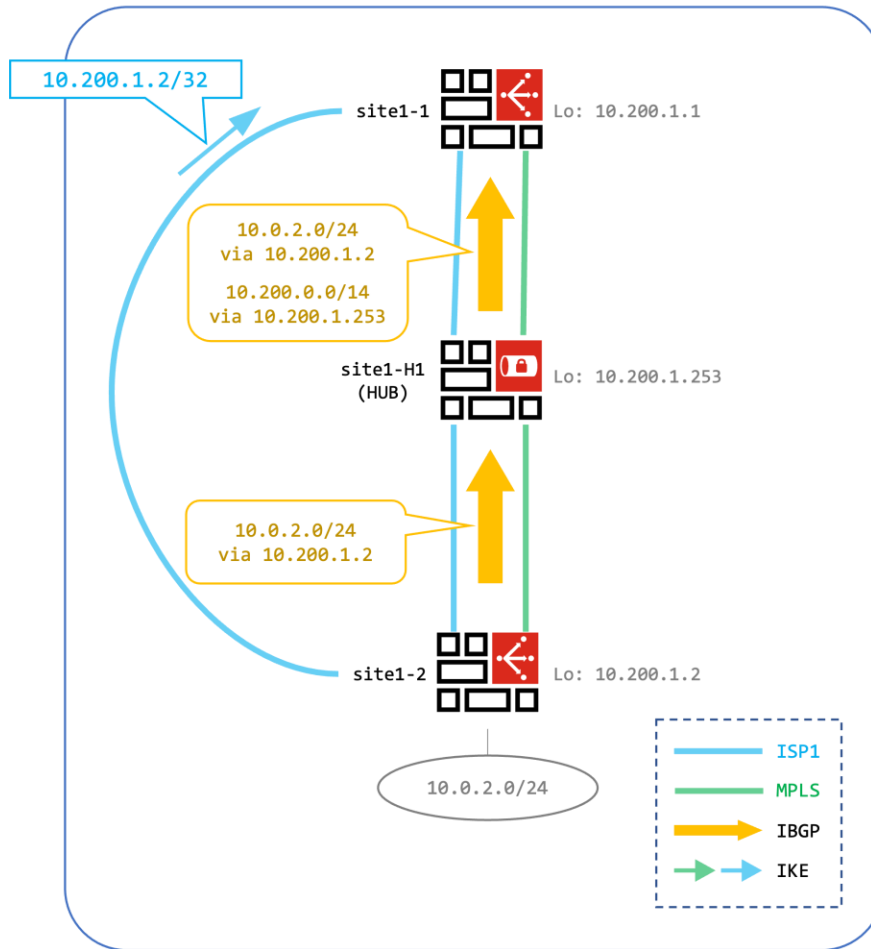 10.200.1.2/32
site1-1
Lo: 10.200.1.1
10.0.2.0/24
via 10.200.1.2
10.200.0.0/14
via 10.200.1.253
site1-H1
(HUB)
Lo: 10.200.1.253
10.0.2.0/24
via 10.200.1.2
site1-2
Lo: 10.200.1.2
10.0.2.0/24
ISP1
MPLS
IBGP
IKE